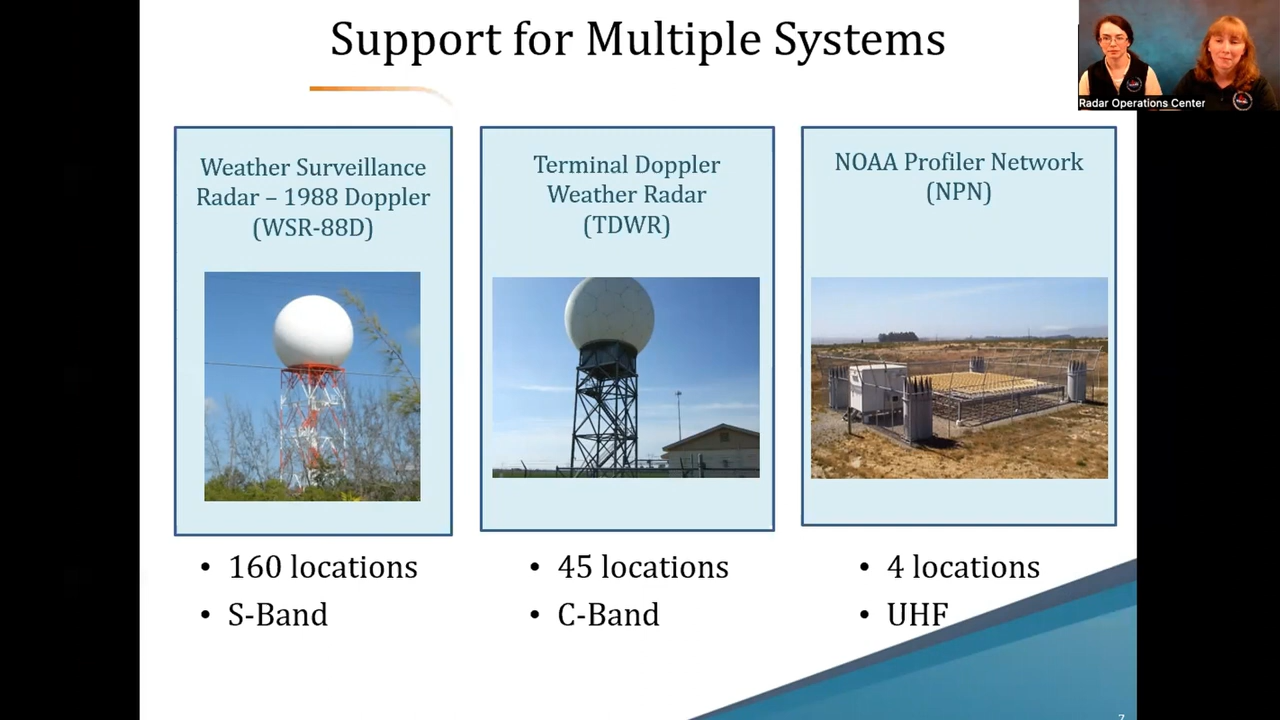 Support for Multiple Systems
Radar Operations Center
Weather Surveillance
Radar – 1988 Doppler
(WSR-88D)
Terminal Doppler
Weather Radar
(TDWR)
NOAA Profiler Network
(NPN)
• 160 locations
• S-Band
• 45 locations
• C-Band
• 4 locations
• UHF
7